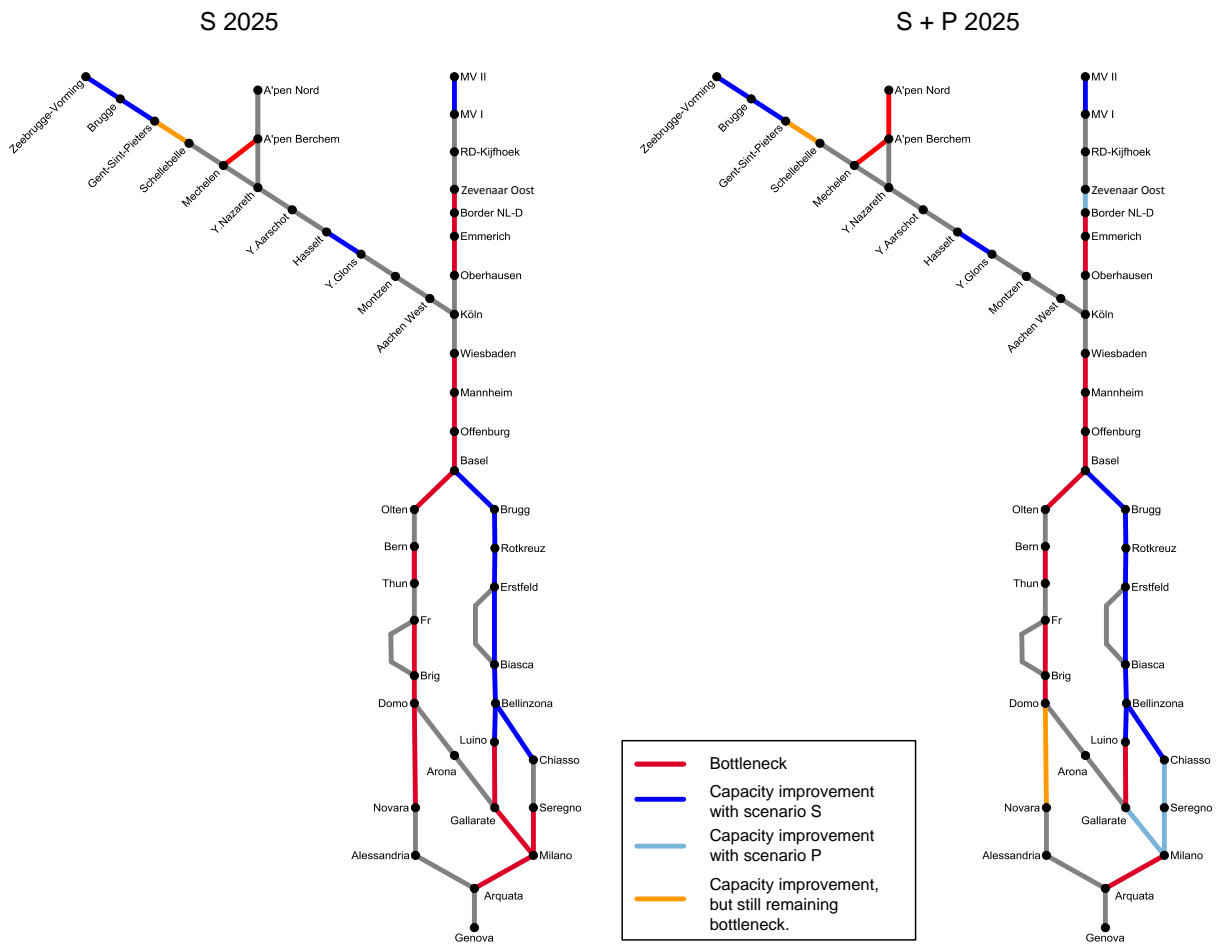 S 2025
S + P 2025
Zeebrugge-Vorming
Brugge
Gent-Sint-Pieters
Schellebelle
Mechelen
A'pen Nord
A'pen Berchem
Y.Nazareth
Y.Aarschot
Hasselt
Y.Glons
Montzen
Aachen West
MV II
MV I
RD-Kijfhoek
Zevenaar Oost
Border NL-D
Emmerich
Oberhausen
Köln
Wiesbaden
Mannheim
Offenburg
Basel
Olten
Brugg
Bern
Rotkreuz
Thun
Erstfeld
Fr
Biasca
Brig
Domo
Bellinzona
Luino
Chiasso
Arona
Novara
Gallarate
Seregno
Alessandria
Milano
Arquata
Genova
Zeebrugge-Vorming
Brugge
Gent-Sint-Pieters
Schellebelle
Mechelen
A'pen Nord
A'pen Berchem
Y.Nazareth
Y.Aarschot
Hasselt
Y.Glons
Montzen
Aachen West
MV II
MV I
RD-Kijfhoek
Zevenaar Oost
Border NL-D
Emmerich
Oberhausen
Köln
Wiesbaden
Mannheim
Offenburg
Basel
Olten
Brugg
Bern
Rotkreuz
Thun
Erstfeld
Fr
Biasca
Brig
Domo
Bellinzona
Luino
Chiasso
Arona
Novara
Gallarate
Seregno
Alessandria
Milano
Arquata
Genova
Bottleneck
Capacity improvement
with scenario S
Capacity improvement
with scenario P
Capacity improvement,
but still remaining
bottleneck.